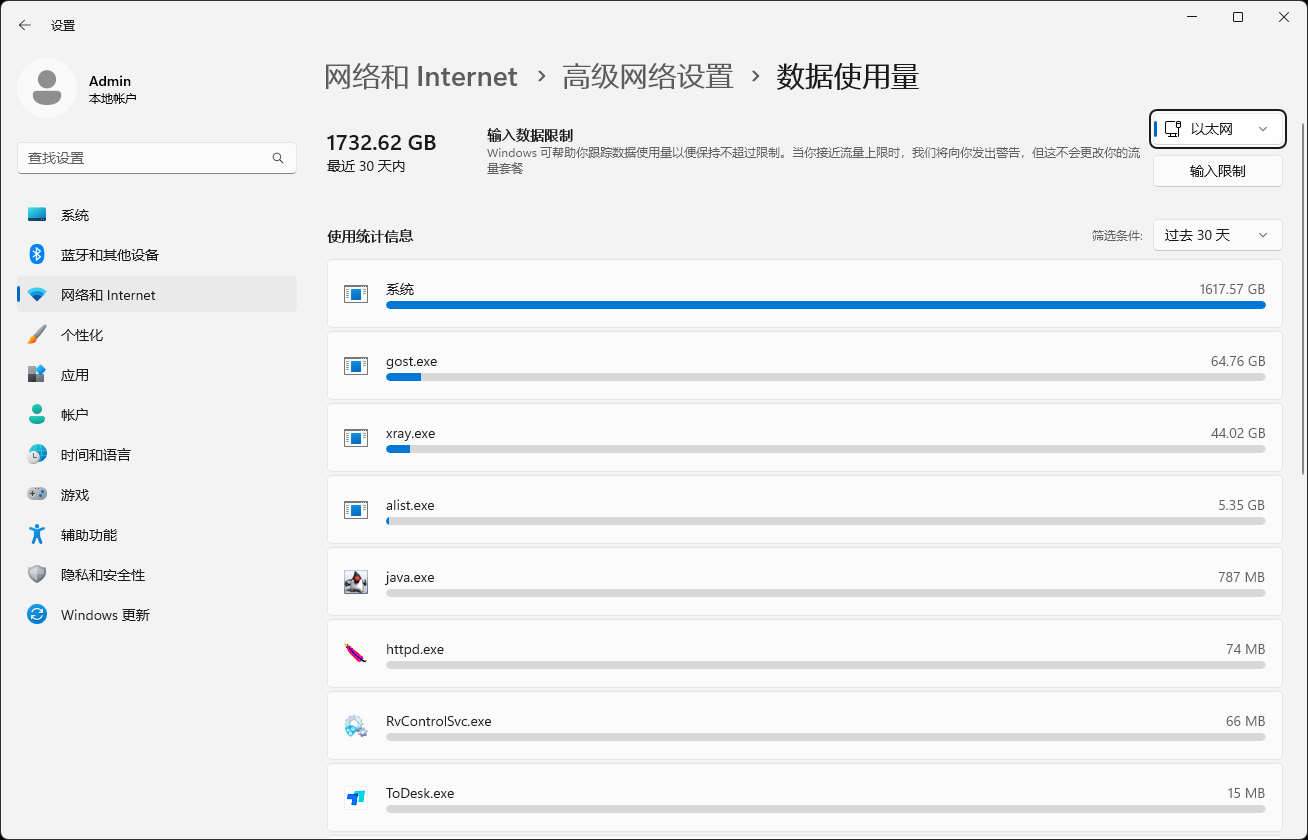 设置
Admin
本地帐户
查找设置
系统
蓝牙和其他设备
网络和 Internet
个性化
应用
帐户
时间和语言
游戏
辅助功能
隐私和安全性
Windows 更新
网络和 Internet › 高级网络设置 › 数据使用量
1732.62 GB
最近 30 天内
输入数据限制
Windows 可帮助你跟踪数据使用量以便保持不超过限制。当你接近流量上限时，我们将向你发出警告，但这不会更改你的流
量套餐
以太网
输入限制
使用统计信息
筛选条件:
过去 30 天
系统 1617.57 GB
gost.exe 64.76 GB
xray.exe 44.02 GB
alist.exe 5.35 GB
java.exe 787 MB
httpd.exe 74 MB
RvControlSvc.exe 66 MB
ToDesk.exe 15 MB